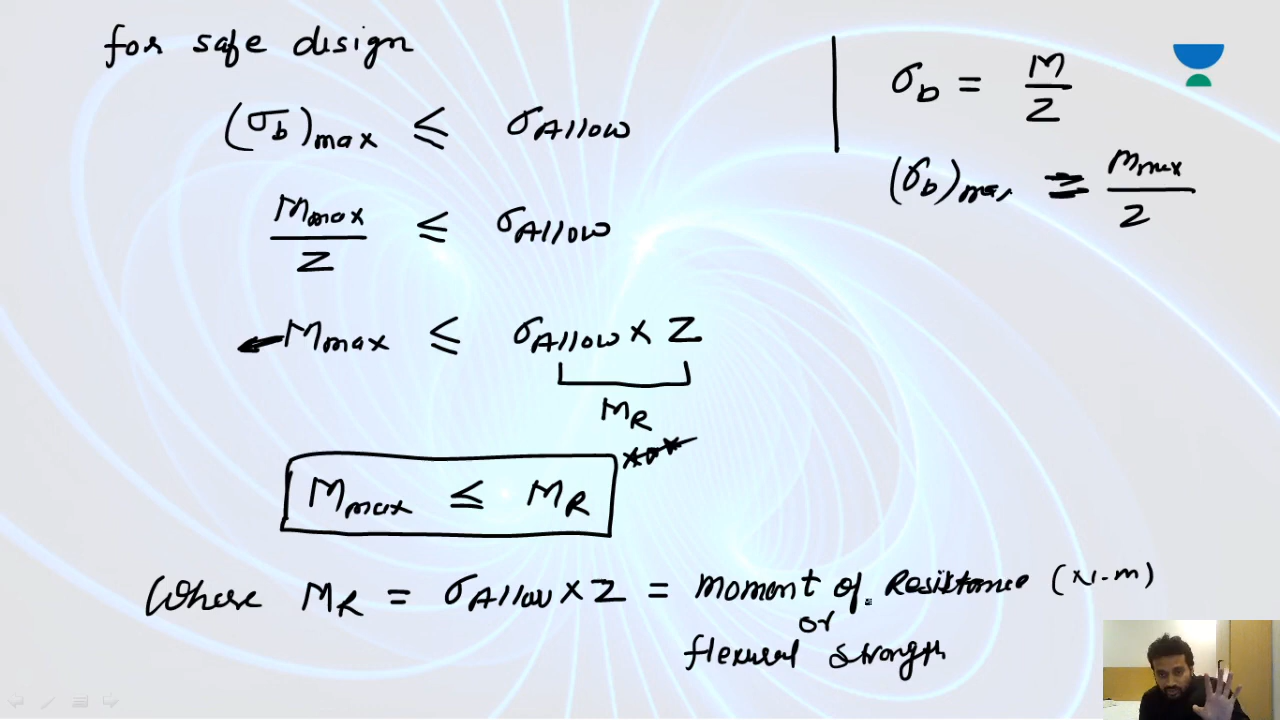 for safe design
(σb)max ≤ σAllow
Mmax / Z ≤ σAllow
Mmax ≤ σAllow × Z
MR
Mmax ≤ MR ***
Where MR = σAllow × Z = Moment of Resistance (N-m)
or
flexural strength
σb = M / Z
(σb)max = Mmax / Z